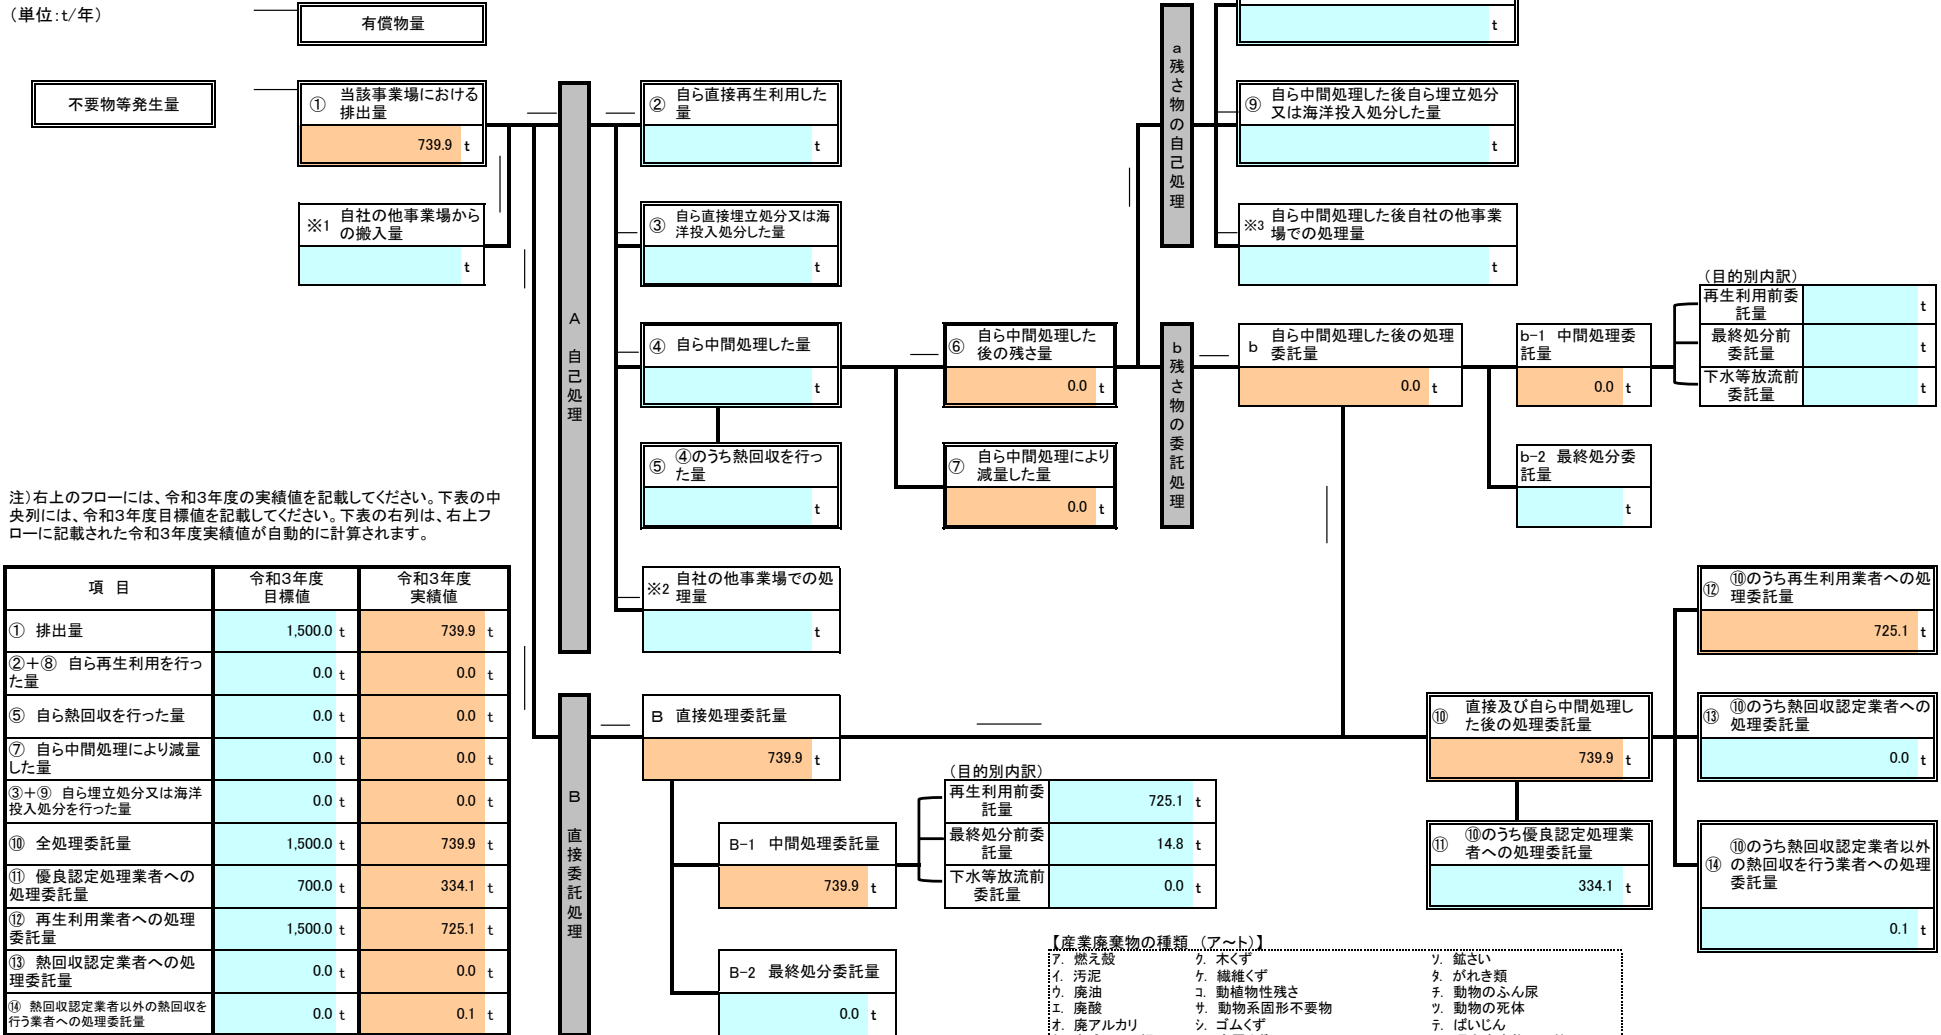 (単位:t/年)
有償物量
不要物等発生量
① 当該事業場における
排出量
739.9 t
※1 自社の他事業場から
の搬入量
t
A 自己処理
② 自ら直接再生利用した
量
t
③ 自ら直接埋立処分又は海
洋投入処分した量
t
④ 自ら中間処理した量
t
⑤ ④のうち熱回収を行っ
た量
t
※2 自社の他事業場での処
理量
t
⑥ 自ら中間処理した
後の残さ量
0.0 t
⑦ 自ら中間処理により
減量した量
0.0 t
a 残さ物の自己処理
t
⑨ 自ら中間処理した後自ら埋立処分
又は海洋投入処分した量
t
※3 自ら中間処理した後自社の他事業
場での処理量
t
b 残さ物の委託処理
b 自ら中間処理した後の処理
委託量
0.0 t
b-1 中間処理委
託量
0.0 t
b-2 最終処分委
託量
t
(目的別内訳)
再生利用前委
託量
t
最終処分前
委託量
t
下水等放流前
委託量
t
注)右上のフローには、令和3年度の実績値を記載してください。下表の中
央列には、令和3年度目標値を記載してください。下表の右列は、右上フ
ローに記載された令和3年度実績値が自動的に計算されます。
項 目
令和3年度
目標値
令和3年度
実績値
① 排出量
1,500.0 t
739.9 t
②+⑧ 自ら再生利用を行っ
た量
0.0 t
0.0 t
⑤ 自ら熱回収を行った量
0.0 t
0.0 t
⑦ 自ら中間処理により減量
した量
0.0 t
0.0 t
③+⑨ 自ら埋立処分又は海洋
投入処分を行った量
0.0 t
0.0 t
⑩ 全処理委託量
1,500.0 t
739.9 t
⑪ 優良認定処理業者への
処理委託量
700.0 t
334.1 t
⑫ 再生利用業者への処理
委託量
1,500.0 t
725.1 t
⑬ 熱回収認定業者への処
理委託量
0.0 t
0.0 t
⑭ 熱回収認定業者以外の熱回収を
行う業者への処理委託量
0.0 t
0.1 t
B 直接委託処理
B 直接処理委託量
739.9 t
B-1 中間処理委託量
739.9 t
B-2 最終処分委託量
0.0 t
(目的別内訳)
再生利用前委
託量
725.1 t
最終処分前委
託量
14.8 t
下水等放流前
委託量
0.0 t
⑩ 直接及び自ら中間処理し
た後の処理委託量
739.9 t
⑪ ⑩のうち優良認定処理業
者への処理委託量
334.1 t
⑫ ⑩のうち再生利用業者への処
理委託量
725.1 t
⑬ ⑩のうち熱回収認定業者への
処理委託量
0.0 t
⑭ ⑩のうち熱回収認定業者以外
の熱回収を行う業者への処理
委託量
0.1 t
【産業廃棄物の種類 (ア~ト)】
ア. 燃え殻 ク. 木くず ソ. 鉱さい
イ. 汚泥 ケ. 繊維くず タ. がれき類
ウ. 廃油 コ. 動植物性残さ チ. 動物のふん尿
エ. 廃酸 サ. 動物系固形不要物 ツ. 動物の死体
オ. 廃アルカリ シ. ゴムくず テ. ばいじん